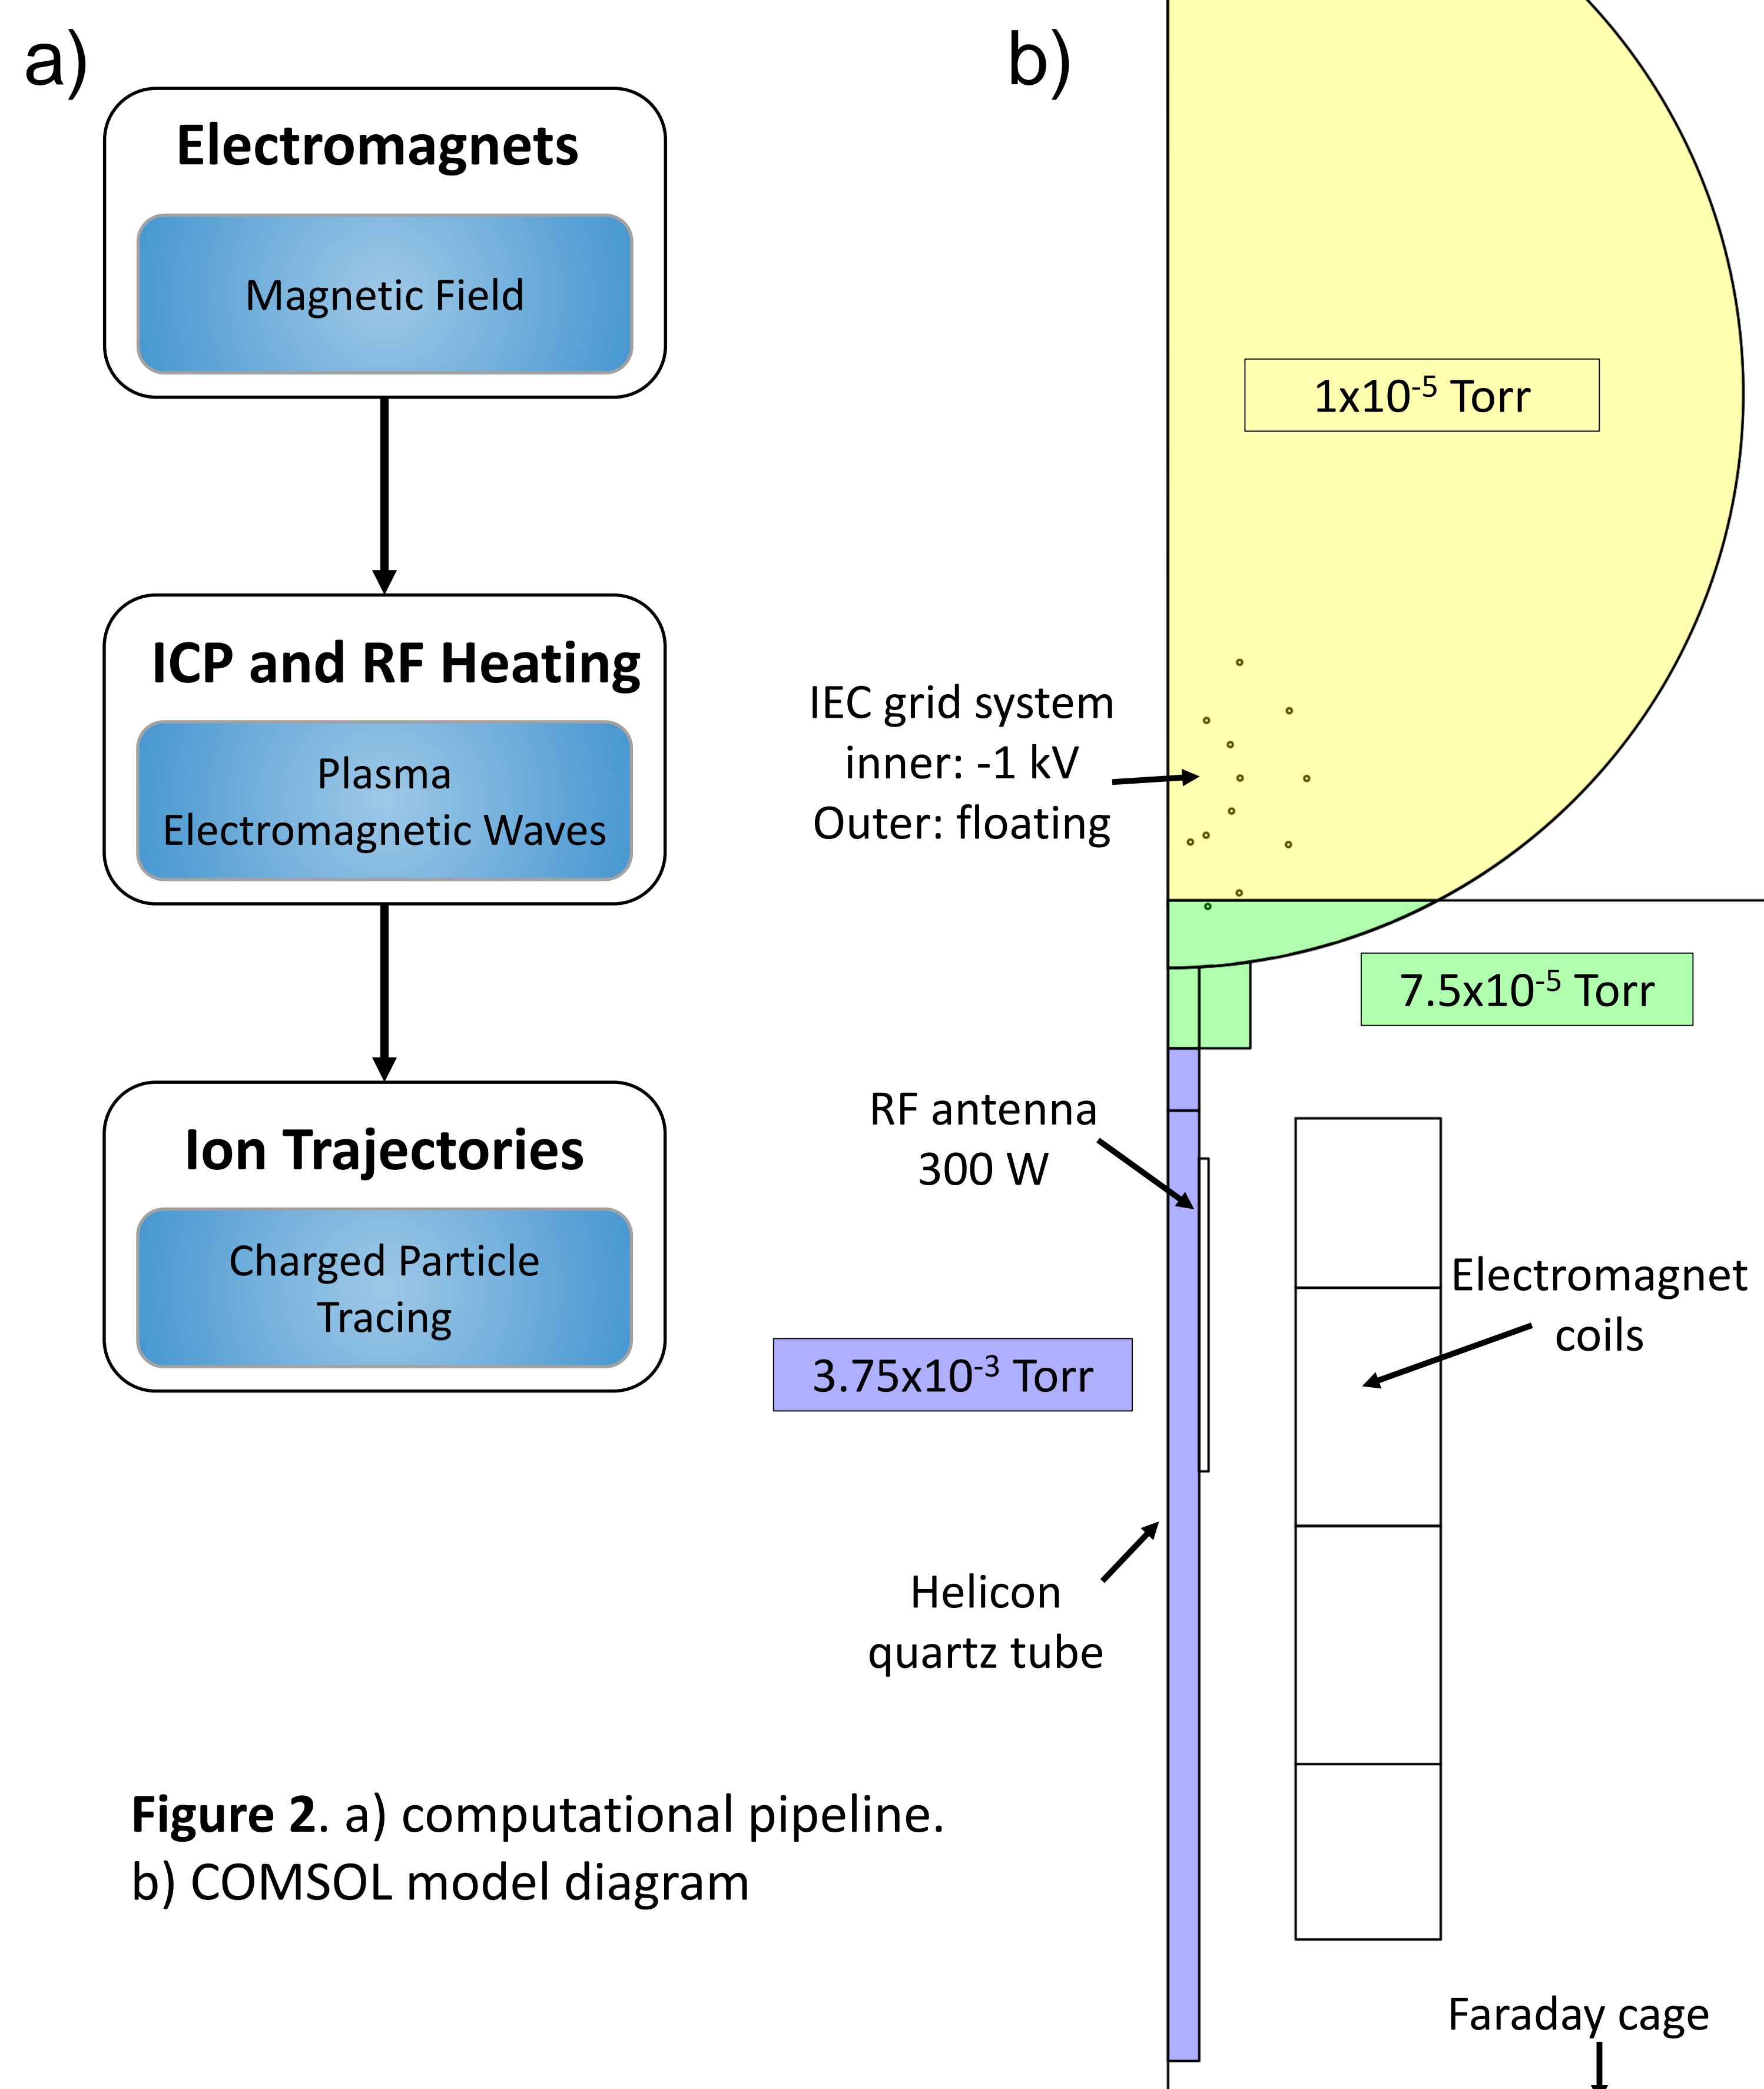 a)
Electromagnets
Magnetic Field
ICP and RF Heating
Plasma
Electromagnetic Waves
Ion Trajectories
Charged Particle
Tracing
b)
1x10⁻⁵ Torr
IEC grid system
inner: -1 kV
Outer: floating
7.5x10⁻⁵ Torr
RF antenna
300 W
Electromagnet
coils
3.75x10⁻³ Torr
Helicon
quartz tube
Faraday cage
Figure 2. a) computational pipeline.
b) COMSOL model diagram